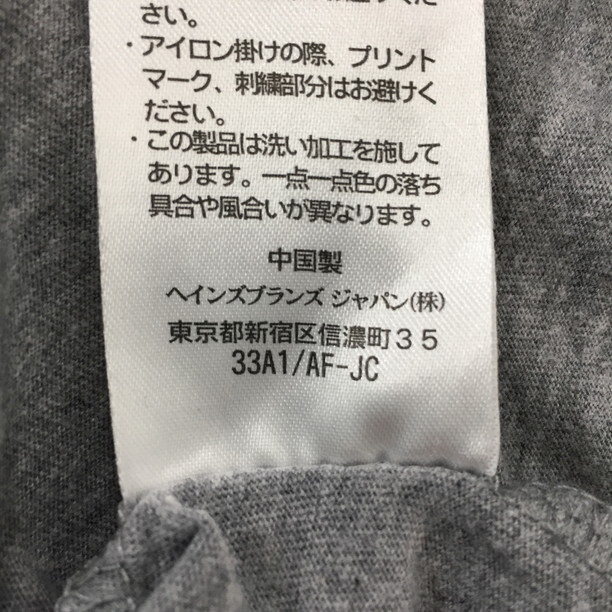 さい。
・アイロン掛けの際、プリント
マーク、刺繍部分はお避けく
ださい。
・この製品は洗い加工を施して
あります。一点一点色の落ち
具合や風合いが異なります。
中国製
ヘインズブランズ ジャパン(株)
東京都新宿区信濃町35
33A1/AF-JC